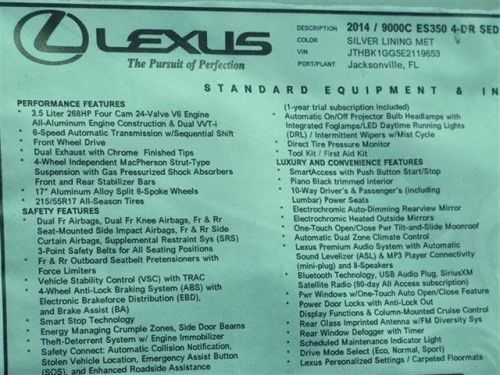 LEXUS
The Pursuit of Perfection
DESCRIPTION 2014 / 9000C ES350 4-DR SED
COLOR SILVER LINING MET
VIN JTHBK1GG5E2119653
PORT/PLANT Jacksonville, FL
STANDARD EQUIPMENT & IN
PERFORMANCE FEATURES
• 3.5 Liter 268HP Four Cam 24-Valve V6 Engine
All-Aluminum Engine Construction & Dual VVT-i
• 6-Speed Automatic Transmission w/Sequential Shift
• Front Wheel Drive
• Dual Exhaust with Chrome Finished Tips
• 4-Wheel Independent MacPherson Strut-Type
Suspension with Gas Pressurized Shock Absorbers
Front and Rear Stabilizer Bars
• 17" Aluminum Alloy Split 6-Spoke Wheels
• 215/55R17 All-Season Tires
SAFETY FEATURES
• Dual Fr Airbags, Dual Fr Knee Airbags, Fr & Rr
Seat-Mounted Side Impact Airbags, Fr & Rr Side
Curtain Airbags, Supplemental Restraint Sys (SRS)
• 3-Point Safety Belts for All Seating Positions
• Fr & Rr Outboard Seatbelt Pretensioners with
Force Limiters
• Vehicle Stability Control (VSC) with TRAC
• 4-Wheel Anti-Lock Braking System (ABS) with
Electronic Brakeforce Distribution (EBD),
and Brake Assist (BA)
• Smart Stop Technology
• Energy Managing Crumple Zones, Side Door Beams
• Theft-Deterrent System w/ Engine Immobilizer
• Safety Connect: Automatic Collision Notification,
Stolen Vehicle Location, Emergency Assist Button
(SOS), and Enhanced Roadside Assistance
(1-year trial subscription included)
• Automatic On/Off Projector Bulb Headlamps with
Integrated Foglamps/LED Daytime Running Lights
(DRL) / Intermittent Wipers w/Mist Cycle
• Direct Tire Pressure Monitor
• Tool Kit / First Aid Kit
LUXURY AND CONVENIENCE FEATURES
• SmartAccess with Push Button Start/Stop
• Piano Black trimmed interior
• 10-Way Driver's & Passenger's (including
Lumbar) Power Seats
• Electrochromic Auto-Dimming Rearview Mirror
• Electrochromic Heated Outside Mirrors
• One-Touch Open/Close Pwr Tilt-and-Slide Moonroof
• Automatic Dual Zone Climate Control
• Lexus Premium Audio System with Automatic
Sound Levelizer (ASL) & MP3 Player Connectivity
(mini-plug) and 8-Speakers
• Bluetooth Technology, USB Audio Plug, SiriusXM
Satellite Radio (90-day All Access subscription)
• Pwr Windows w/One-Touch Auto Open/Close Feature
• Power Door Locks with Anti-Lock Out
• Display Functions & Column-Mounted Cruise Control
• Rear Glass Imprinted Antenna w/FM Diversity Sys
• Rear Window Defogger with Timer
• Scheduled Maintenance Indicator Light
• Drive Mode Select (Eco, Normal, Sport)
• Lexus Personalized Settings / Carpeted Floormats